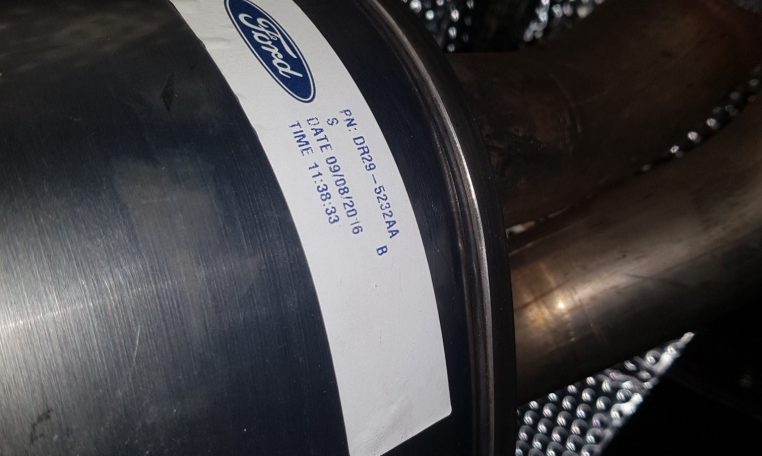 Ford
PN: DR29-5232AA B
S
DATE 09/08/2016
TIME 11:38:33